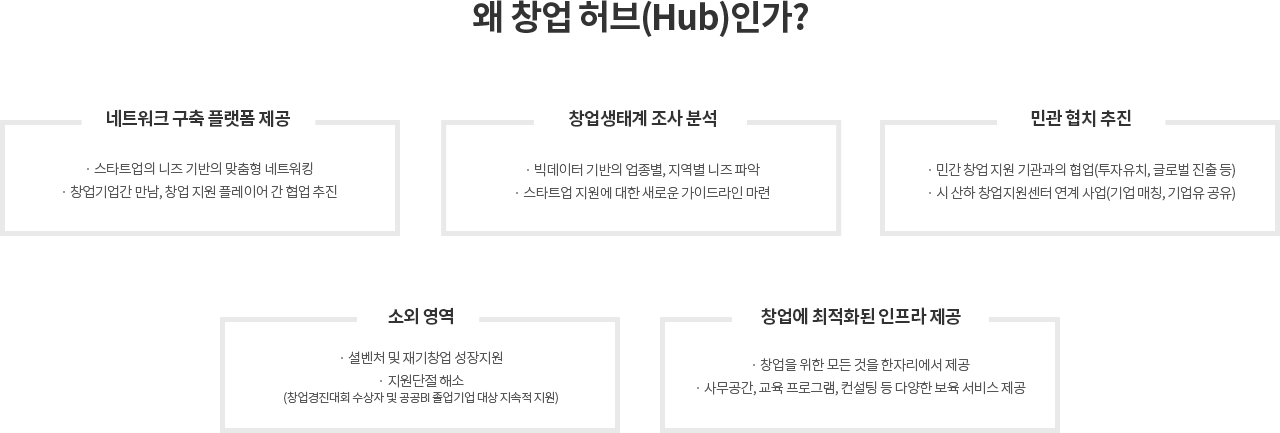 왜 창업 허브(Hub)인가?
네트워크 구축 플랫폼 제공
· 스타트업의 니즈 기반의 맞춤형 네트워킹
· 창업기업간 만남, 창업 지원 플레이어 간 협업 추진
창업생태계 조사 분석
· 빅데이터 기반의 업종별, 지역별 니즈 파악
· 스타트업 지원에 대한 새로운 가이드라인 마련
민관 협치 추진
· 민간 창업 지원 기관과의 협업(투자유치, 글로벌 진출 등)
· 시 산하 창업지원센터 연계 사업(기업 매칭, 기업유 공유)
소외 영역
· 셜벤처 및 재기창업 성장지원
· 지원단절 해소
(창업경진대회 수상자 및 공공BI 졸업기업 대상 지속적 지원)
창업에 최적화된 인프라 제공
· 창업을 위한 모든 것을 한자리에서 제공
· 사무공간, 교육 프로그램, 컨설팅 등 다양한 보육 서비스 제공